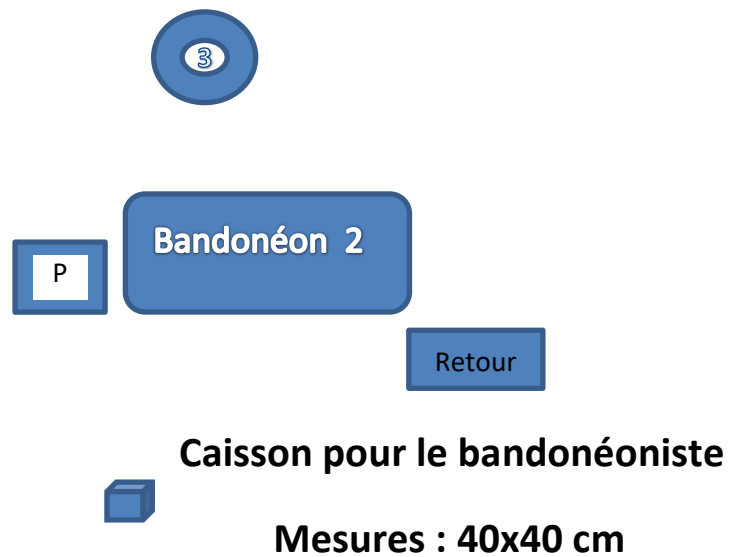 3
Bandonéon 2
P
Retour
Caisson pour le bandonéoniste
Mesures : 40x40 cm